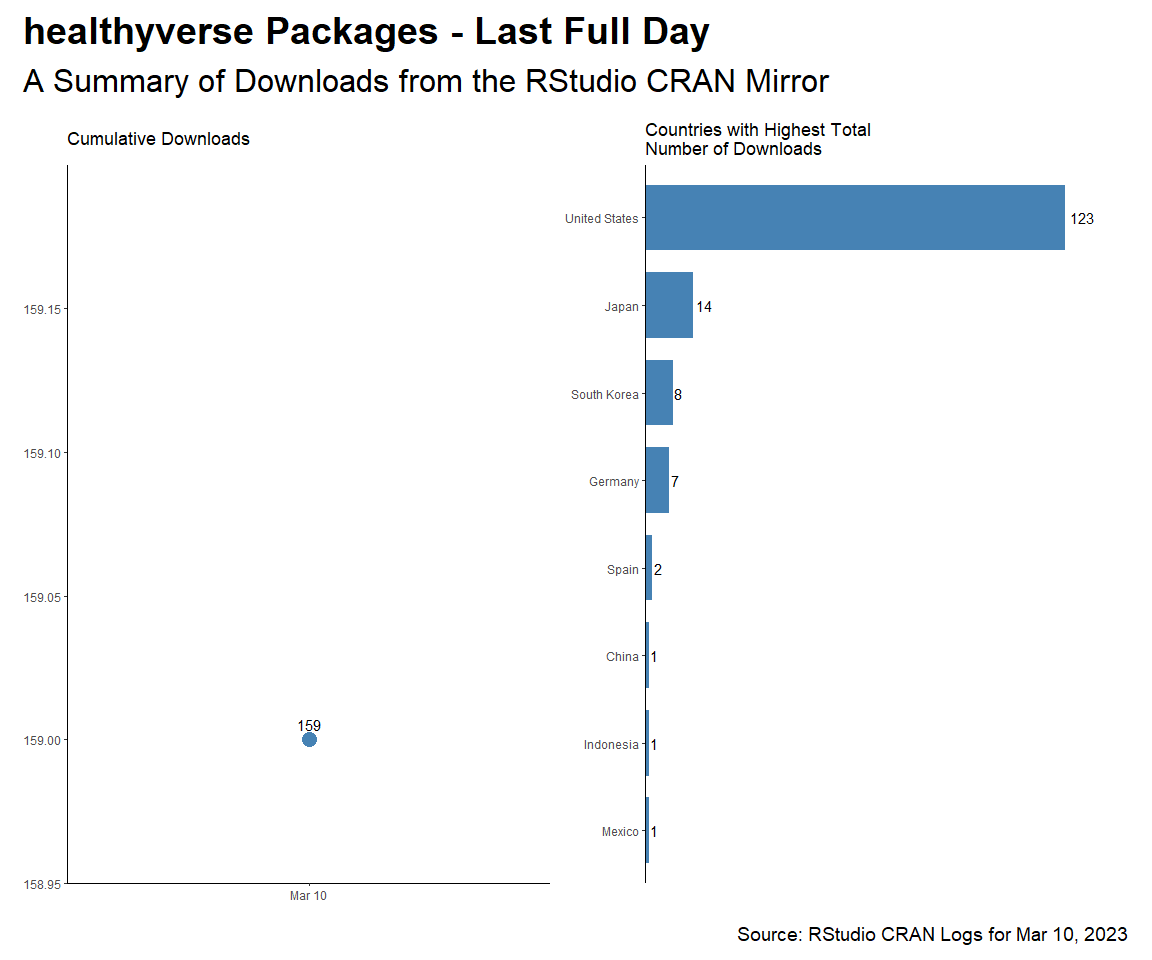 healthyverse Packages - Last Full Day
A Summary of Downloads from the RStudio CRAN Mirror
Cumulative Downloads
159.15
159.10
159.05
159.00
158.95
159
Mar 10
Countries with Highest Total
Number of Downloads
United States 123
Japan 14
South Korea 8
Germany 7
Spain 2
China 1
Indonesia 1
Mexico 1
Source: RStudio CRAN Logs for Mar 10, 2023